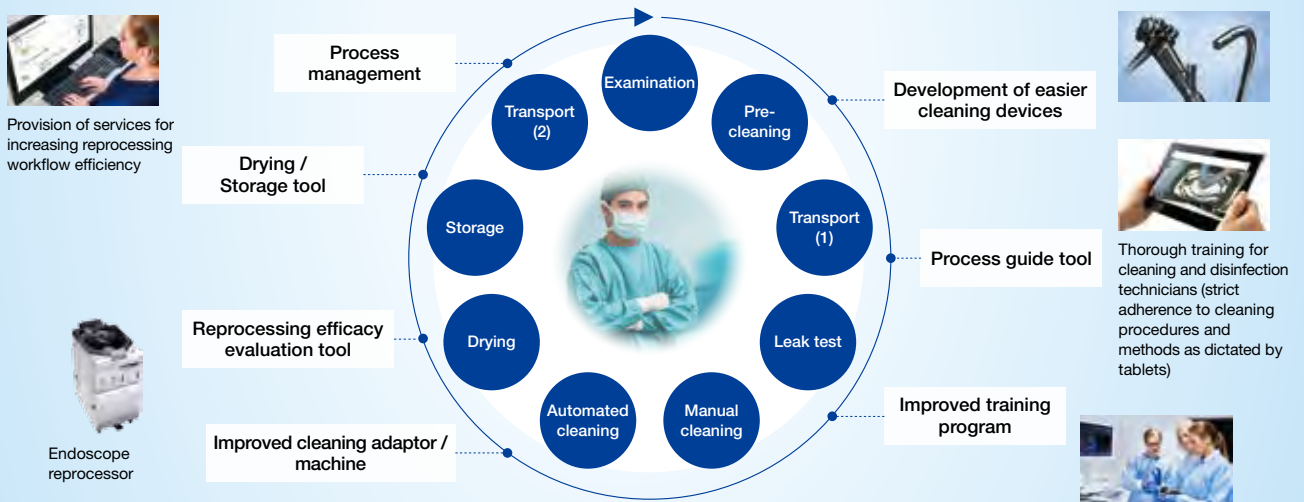 Process
management
Provision of services for
increasing reprocessing
workflow efficiency
Drying /
Storage tool
Reprocessing efficacy
evaluation tool
Improved cleaning adaptor /
machine
Endoscope
reprocessor
Examination
Pre-
cleaning
Transport
(1)
Leak test
Manual
cleaning
Automated
cleaning
Drying
Storage
Transport
(2)
Development of easier
cleaning devices
Process guide tool
Improved training
program
Thorough training for
cleaning and disinfection
technicians (strict
adherence to cleaning
procedures and
methods as dictated by
tablets)